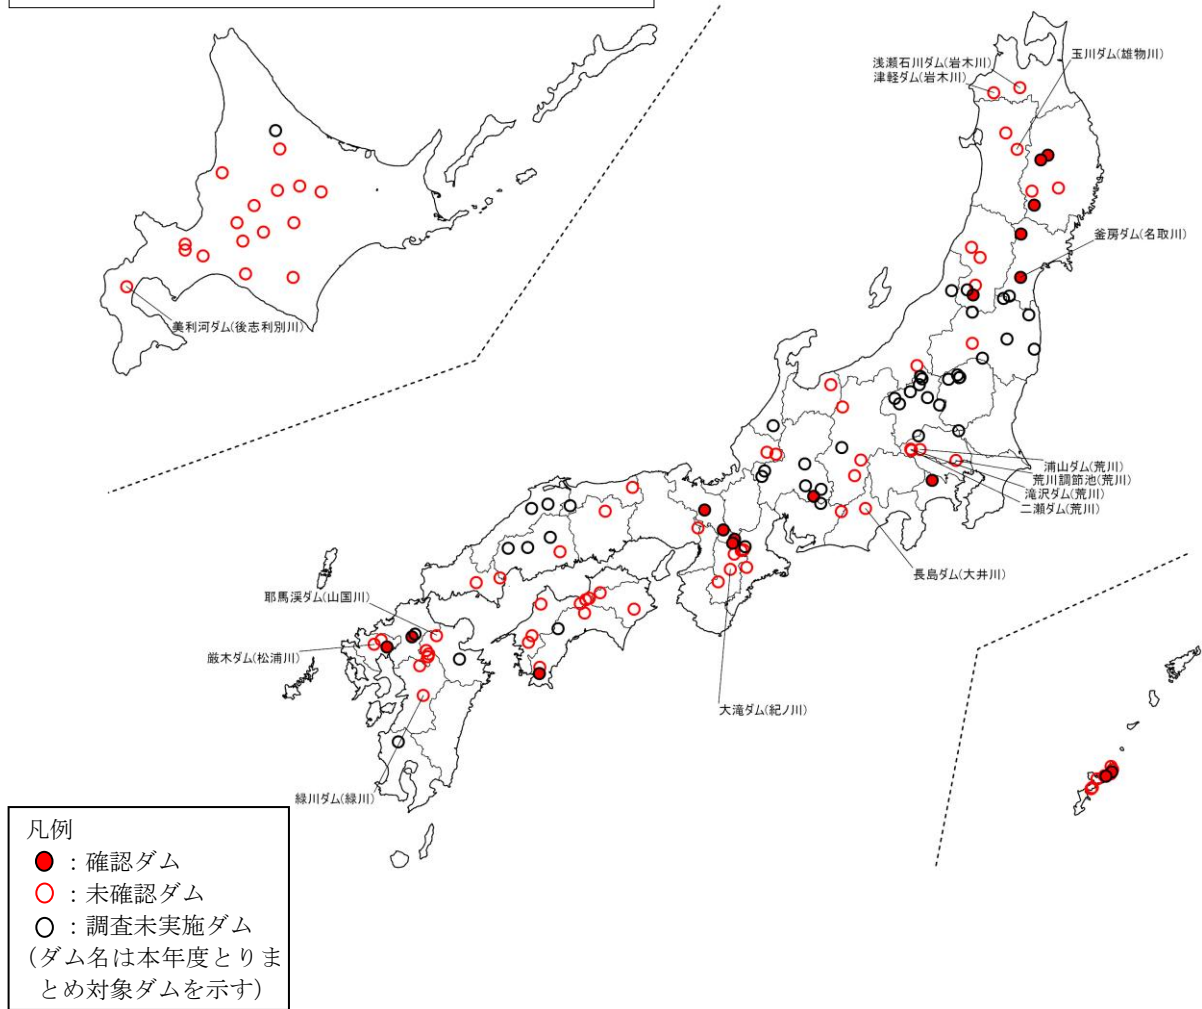 浅瀬石川ダム(岩木川)
津軽ダム(岩木川)
玉川ダム(雄物川)
釜房ダム(名取川)
美利河ダム(後志利別川)
浦山ダム(荒川)
荒川調節池(荒川)
滝沢ダム(荒川)
二瀬ダム(荒川)
長島ダム(大井川)
耶馬渓ダム(山国川)
厳木ダム(松浦川)
大滝ダム(紀ノ川)
緑川ダム(緑川)
凡例
：確認ダム
：未確認ダム
：調査未実施ダム
(ダム名は本年度とりま
とめ対象ダムを示す)